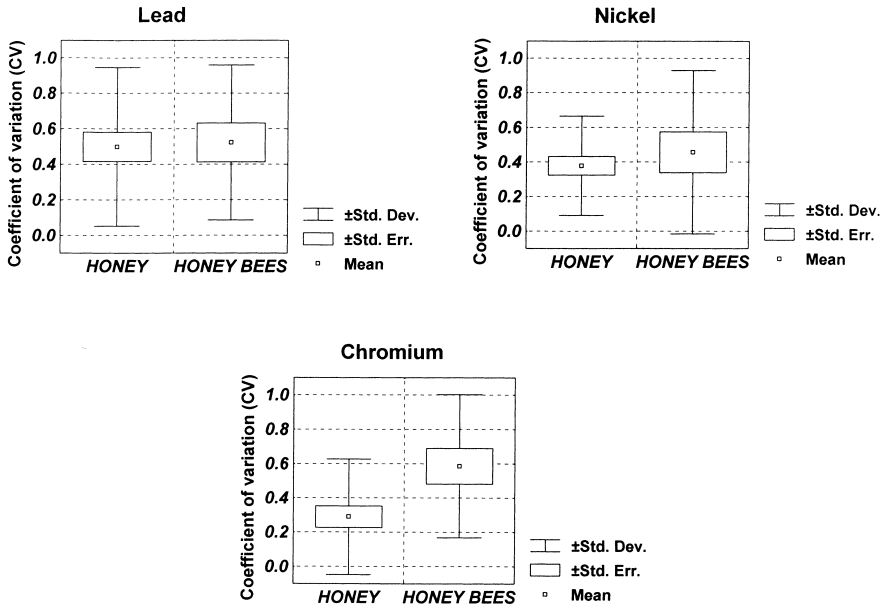 Lead
Coefficient of variation (CV)
1.0
0.8
0.6
0.4
0.2
0.0
HONEY
HONEY BEES
±Std. Dev.
±Std. Err.
Mean
Nickel
Coefficient of variation (CV)
1.0
0.8
0.6
0.4
0.2
0.0
HONEY
HONEY BEES
±Std. Dev.
±Std. Err.
Mean
Chromium
Coefficient of variation (CV)
1.0
0.8
0.6
0.4
0.2
0.0
HONEY
HONEY BEES
±Std. Dev.
±Std. Err.
Mean